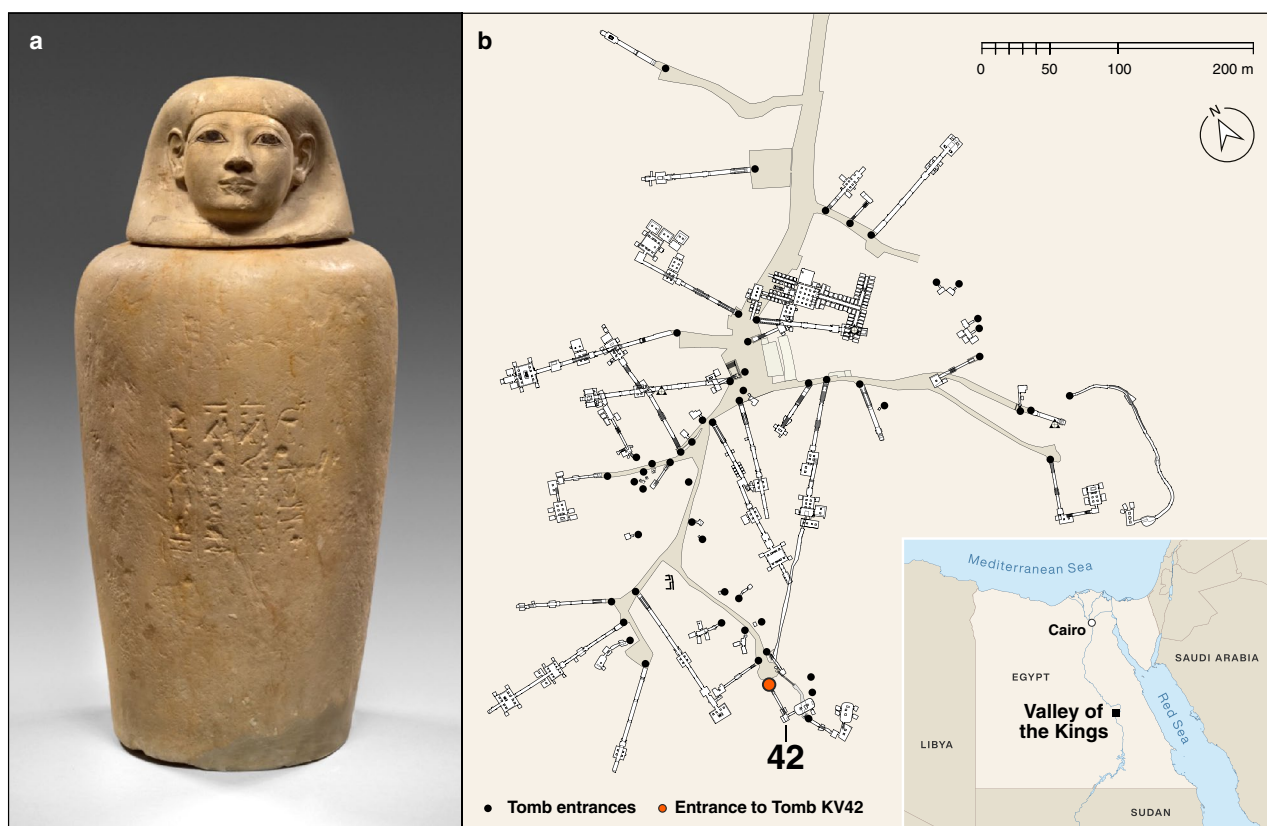 a
b
0
50
100
200 m
N
42
Tomb entrances
Entrance to Tomb KV42
Mediterranean Sea
Cairo
SAUDI ARABIA
EGYPT
Valley of
the Kings
Red Sea
LIBYA
SUDAN